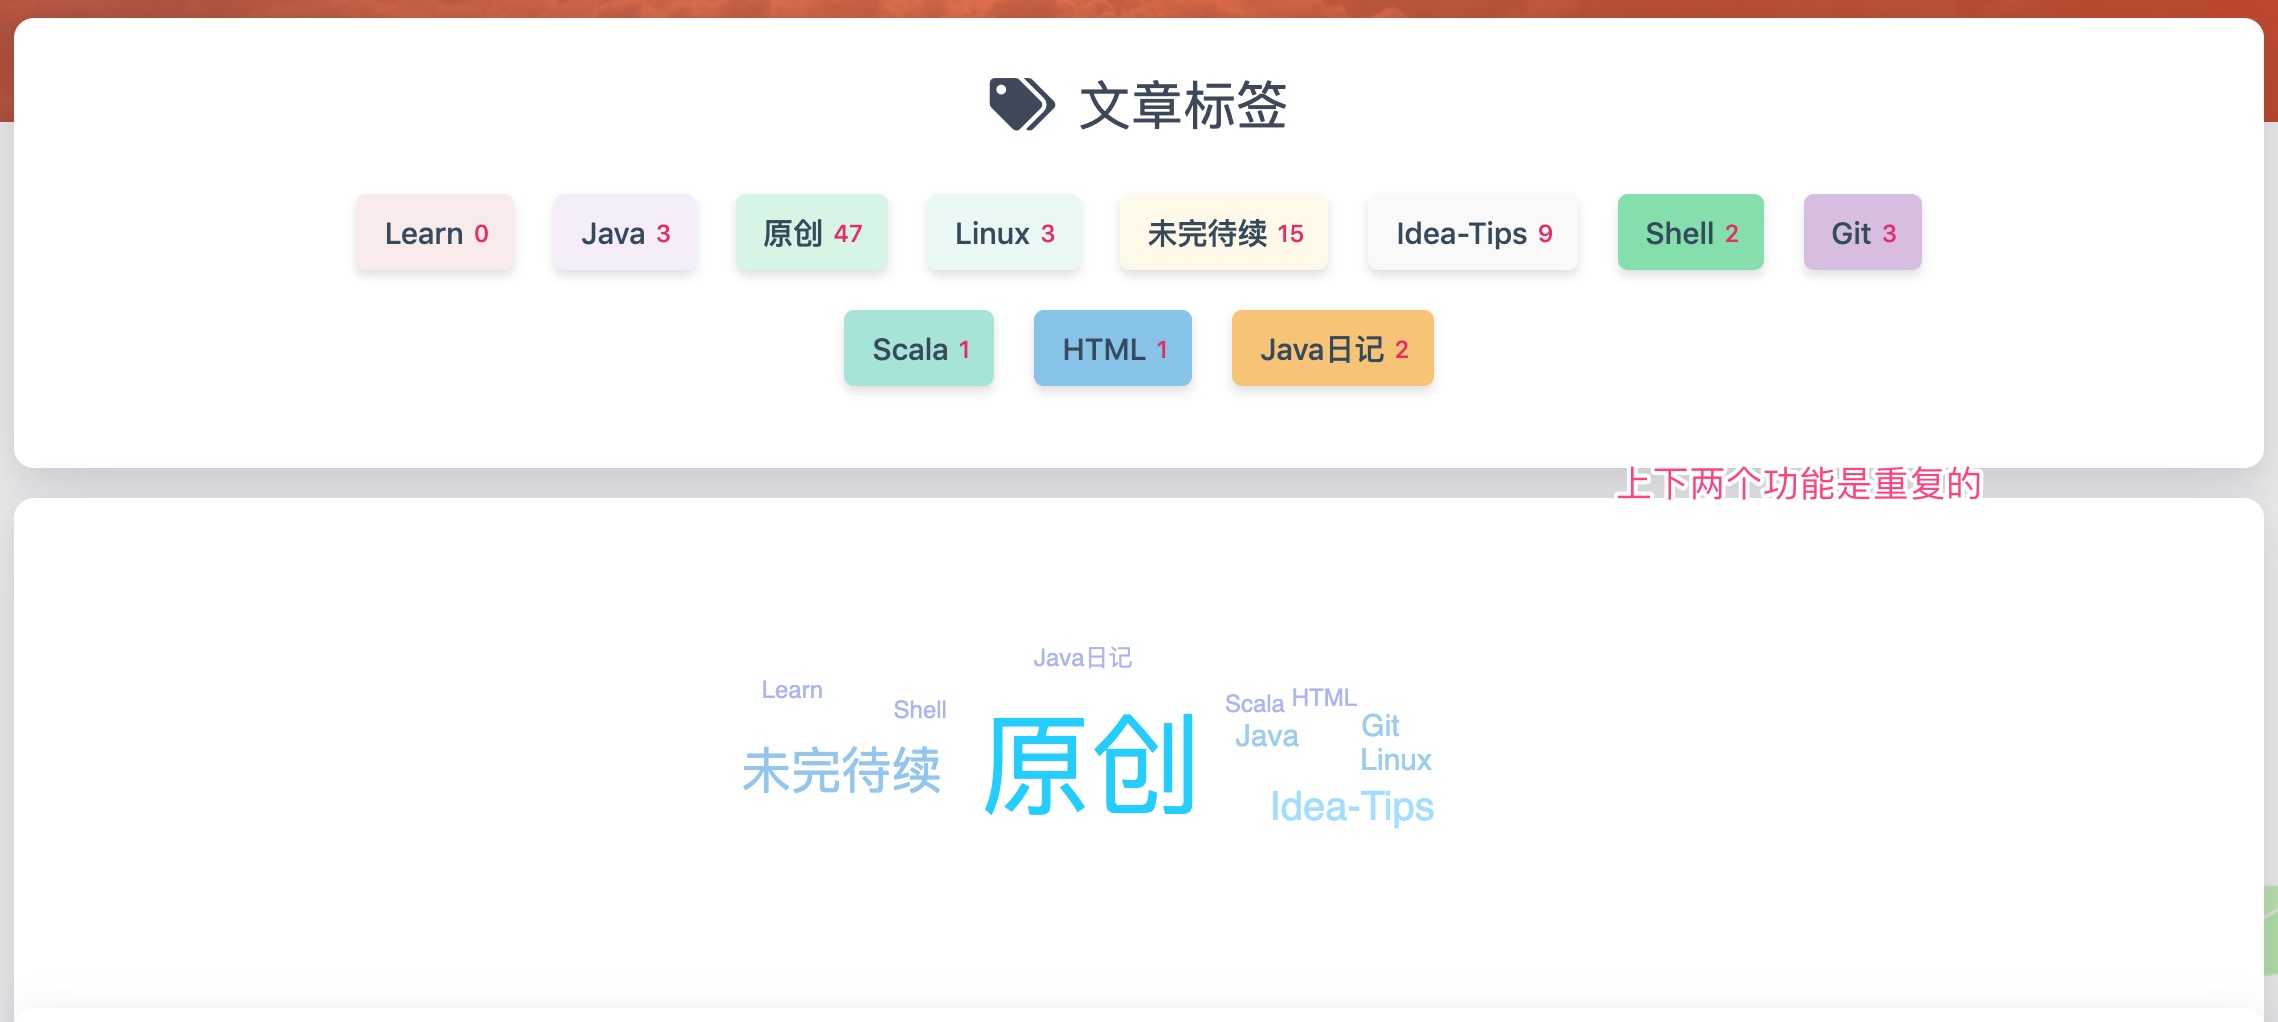 文章标签
Learn 0 Java 3 原创 47 Linux 3 未完待续 15 Idea-Tips 9 Shell 2 Git 3
Scala 1 HTML 1 Java日记 2
上下两个功能是重复的
Java日记
Learn
Shell
Scala HTML
Java Git
未完待续 原创 Linux
Idea-Tips